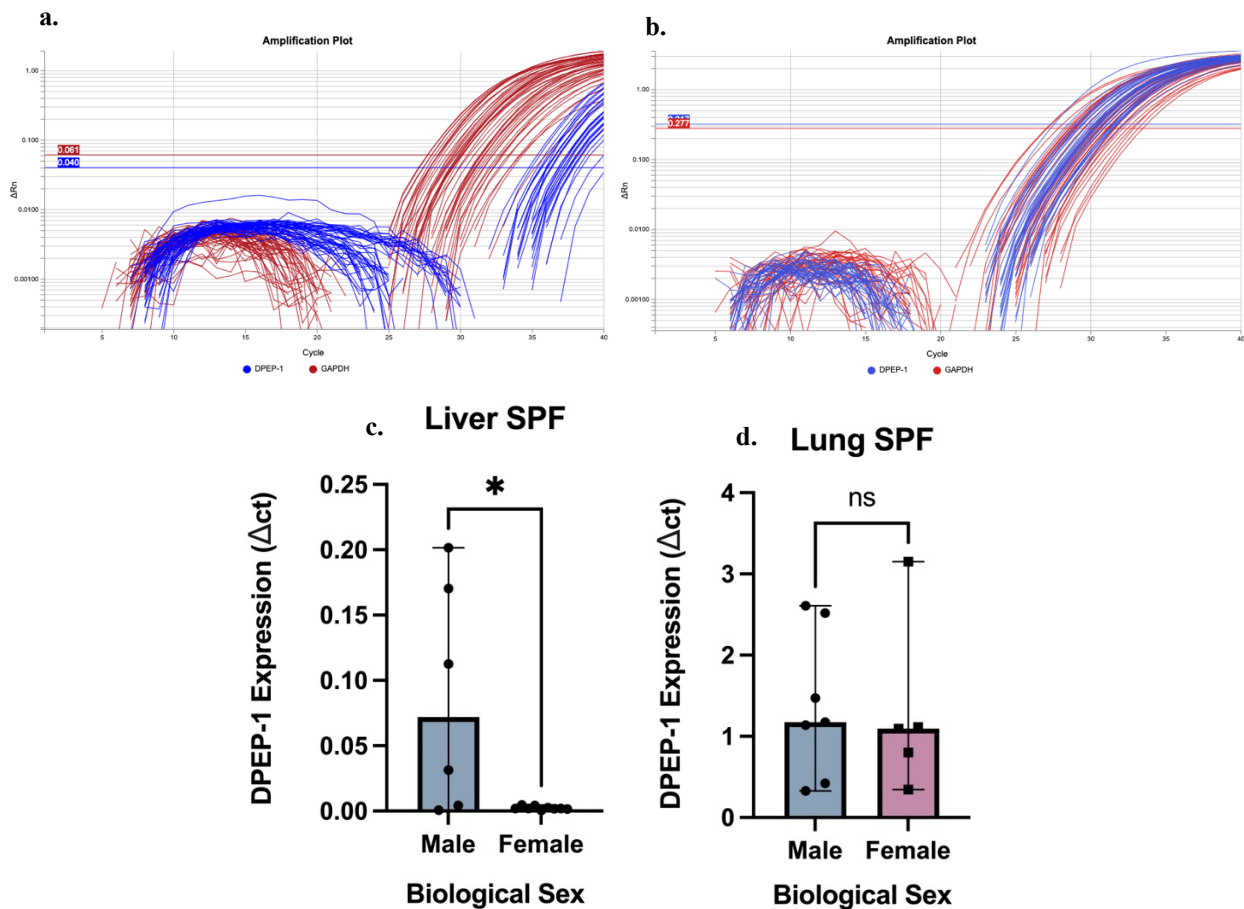 a.
Amplification Plot
1.00
0.100
0.0100
0.00100
0.061
0.040
ΔRn
5 10 15 20 25 30 35 40
Cycle
DPEP-1 GAPDH
b.
Amplification Plot
1.00
0.100
0.0100
0.00100
0.277
ΔRn
5 10 15 20 25 30 35 40
Cycle
DPEP-1 GAPDH
c.
Liver SPF
0.25
0.20
0.15
0.10
0.05
0.00
DPEP-1 Expression (Δct)
*
Male Female
Biological Sex
d.
Lung SPF
4
3
2
1
0
DPEP-1 Expression (Δct)
ns
Male Female
Biological Sex